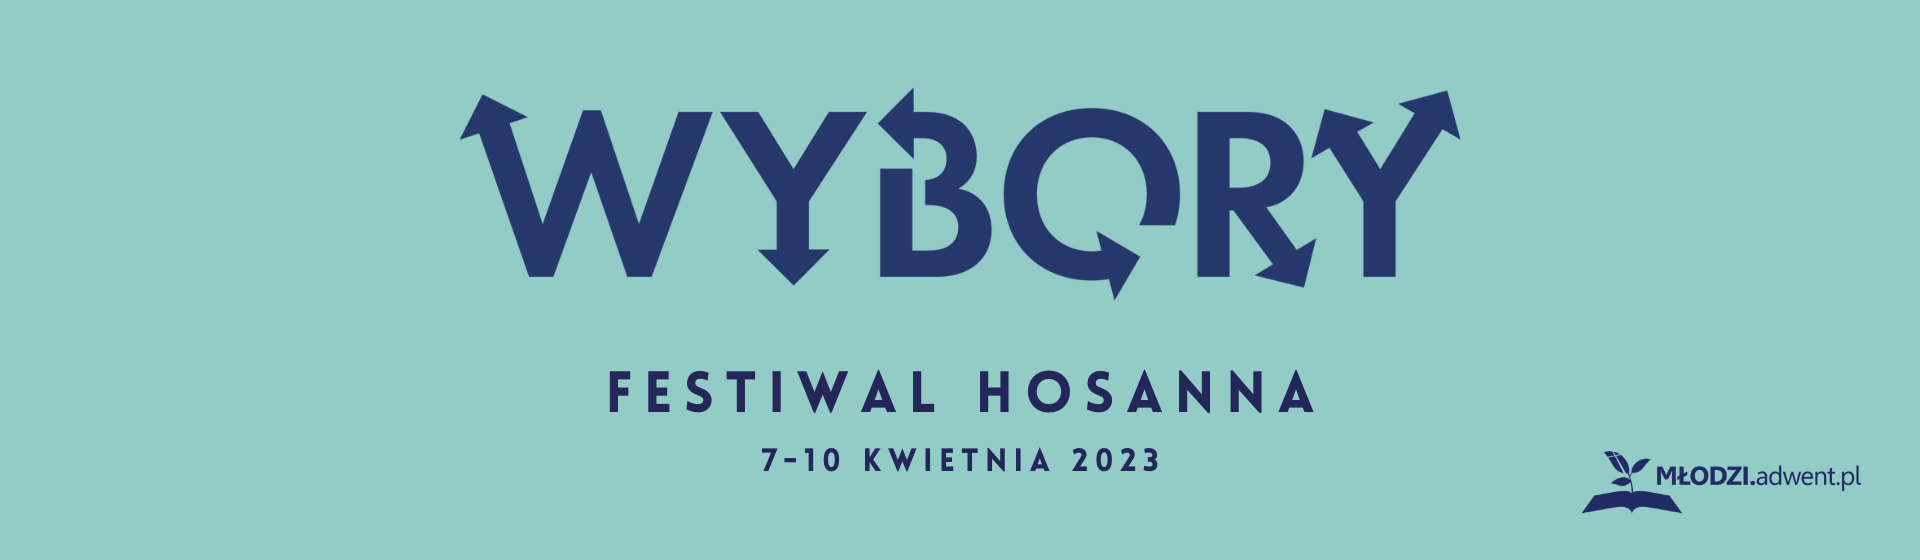 WYBORY
FESTIWAL HOSANNA
7-10 KWIETNIA 2023
MŁODZI.adwent.pl